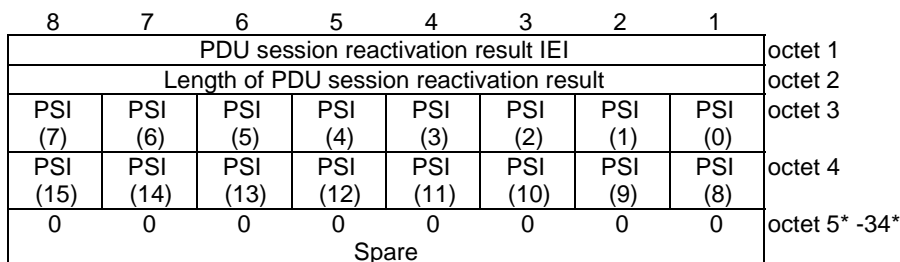 8 7 6 5 4 3 2 1
PDU session reactivation result IEI octet 1
Length of PDU session reactivation result octet 2
PSI PSI PSI PSI PSI PSI PSI PSI octet 3
(7) (6) (5) (4) (3) (2) (1) (0)
PSI PSI PSI PSI PSI PSI PSI PSI octet 4
(15) (14) (13) (12) (11) (10) (9) (8)
0 0 0 0 0 0 0 0 octet 5* -34*
Spare